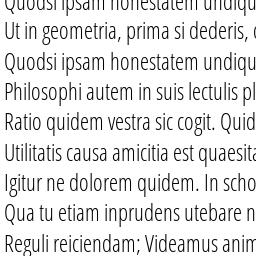 Quodsi ipsam honestatem undiqu
Ut in geometria, prima si dederis,
Quodsi ipsam honestatem undiqu
Philosophi autem in suis lectulis pl
Ratio quidem vestra sic cogit. Quid
Utilitatis causa amicitia est quaesita
Igitur ne dolorem quidem. In scho
Qua tu etiam inprudens utebare n
Reguli reiciendam; Videamus anim